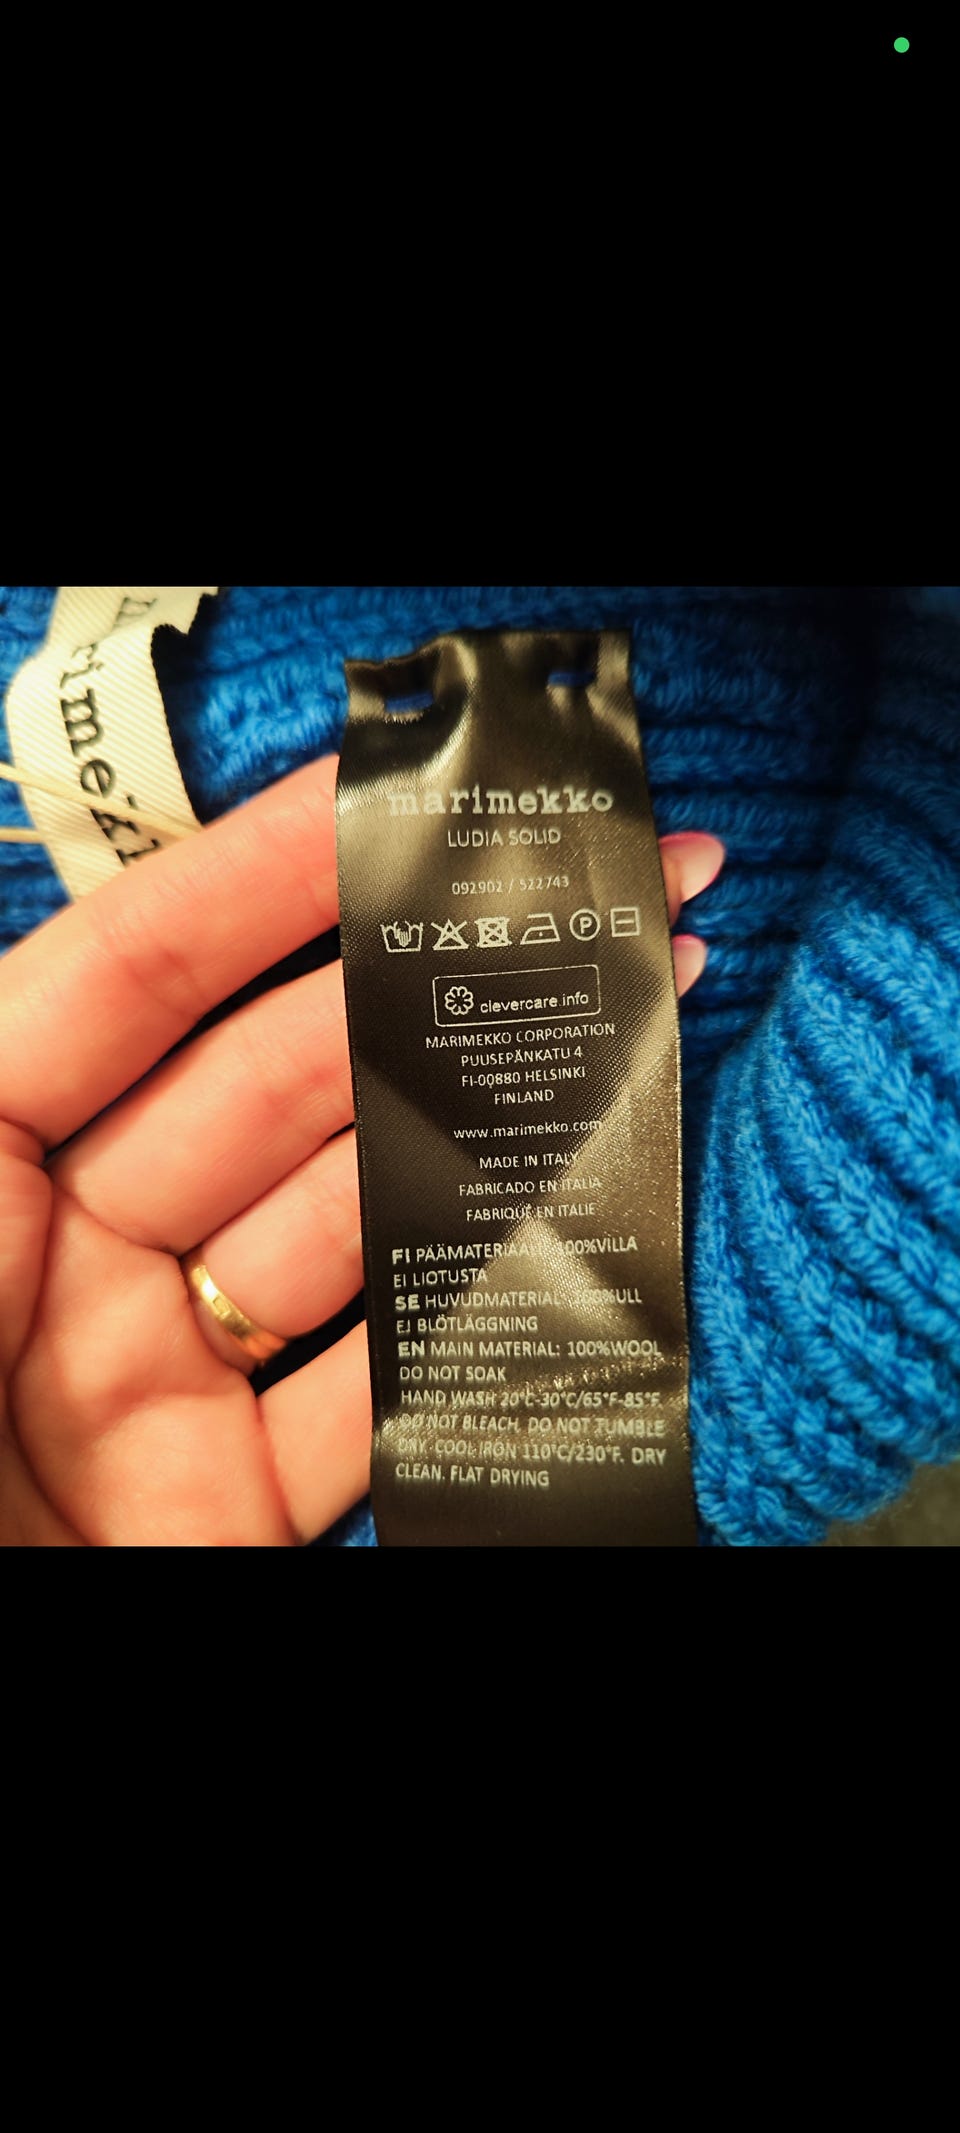 marimekko
LUDIA SOLID
092902 / 522743
P
clevercare.info
MARIMEKKO CORPORATION
PUUSEPÄNKATU 4
FI-00880 HELSINKI
FINLAND
www.marimekko.com
MADE IN ITALY
FABRICADO EN ITALIA
FABRIQUÉ EN ITALIE
FI PÄÄMATERIAA 100%VILLA
EI LIOTUSTA
SE HUVUDMATERIAL: 100%ULL
EJ BLÖTLÄGGNING
EN MAIN MATERIAL: 100%WOOL
DO NOT SOAK
HAND WASH 20°C-30°C/65°F-85°F.
DO NOT BLEACH. DO NOT TUMBLE
DRY. COOL IRON 110°C/230°F. DRY
CLEAN. FLAT DRYING